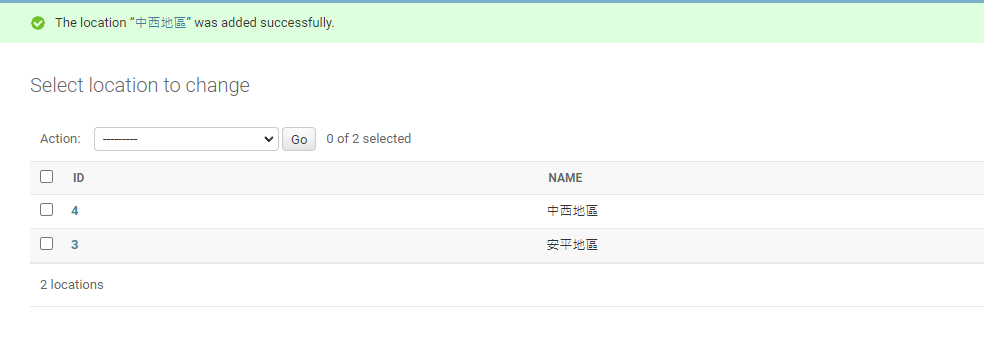 The location “中西地區” was added successfully.
Select location to change
Action: --------- Go 0 of 2 selected
ID NAME
4 中西地區
3 安平地區
2 locations